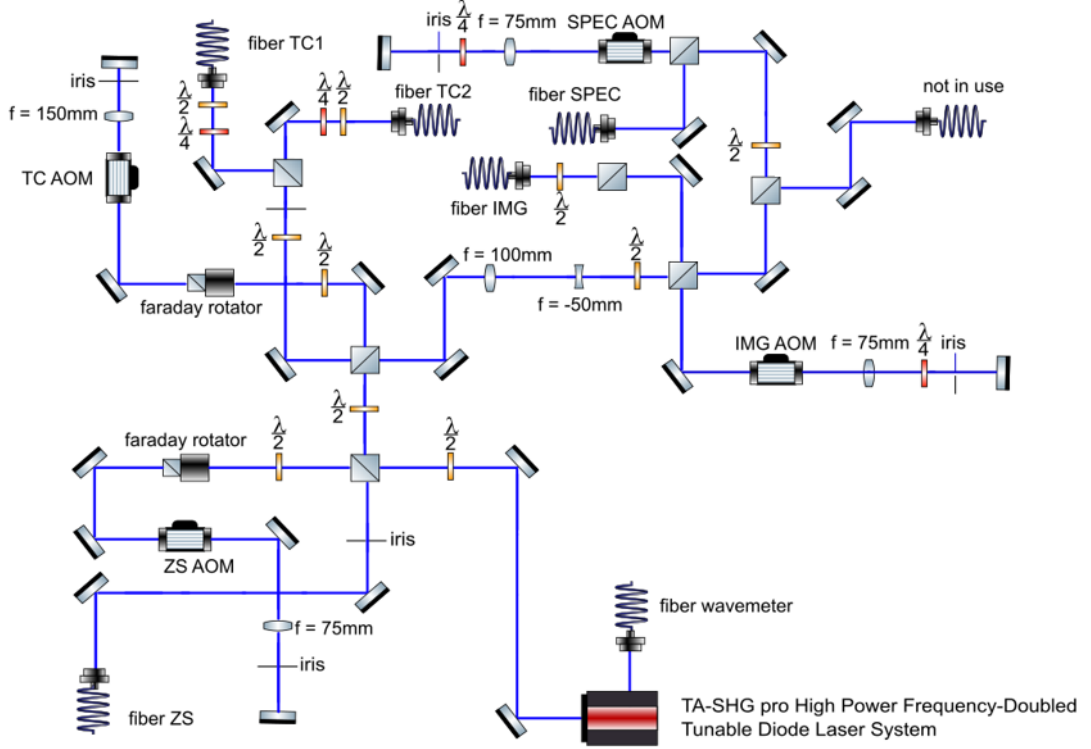 iris
λ/4
f = 75mm
SPEC AOM
fiber TC1
iris
fiber TC2
fiber SPEC
not in use
λ/2
λ/4
λ/4
λ/2
f = 150mm
λ/2
TC AOM
fiber IMG
λ/2
λ/2
λ/2
f = 100mm
λ/2
faraday rotator
f = -50mm
IMG AOM
f = 75mm
λ/4
iris
λ/2
faraday rotator
λ/2
λ/2
iris
ZS AOM
fiber wavemeter
f = 75mm
iris
fiber ZS
TA-SHG pro High Power Frequency-Doubled
Tunable Diode Laser System